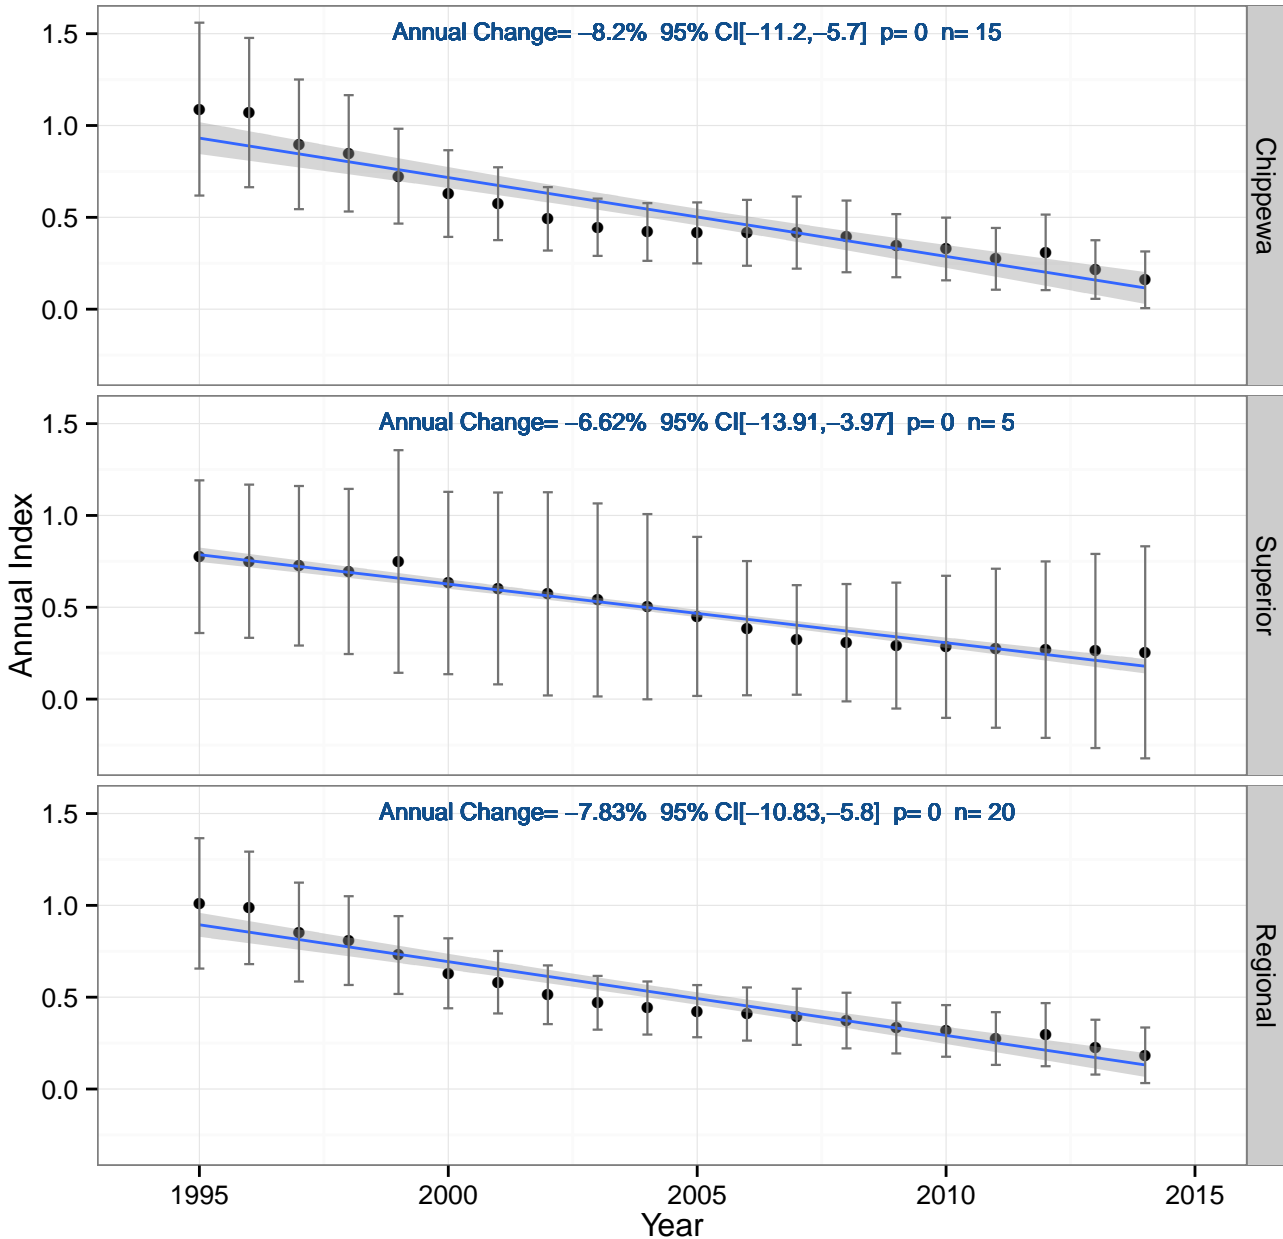 Annual Change= −8.2%  95% CI[−11.2,−5.7]  p= 0  n= 15
1.5
1.0
0.5
0.0
Chippewa
Annual Change= −6.62%  95% CI[−13.91,−3.97]  p= 0  n= 5
1.5
1.0
0.5
0.0
Superior
Annual Index
Annual Change= −7.83%  95% CI[−10.83,−5.8]  p= 0  n= 20
1.5
1.0
0.5
0.0
Regional
1995 2000 2005 2010 2015
Year